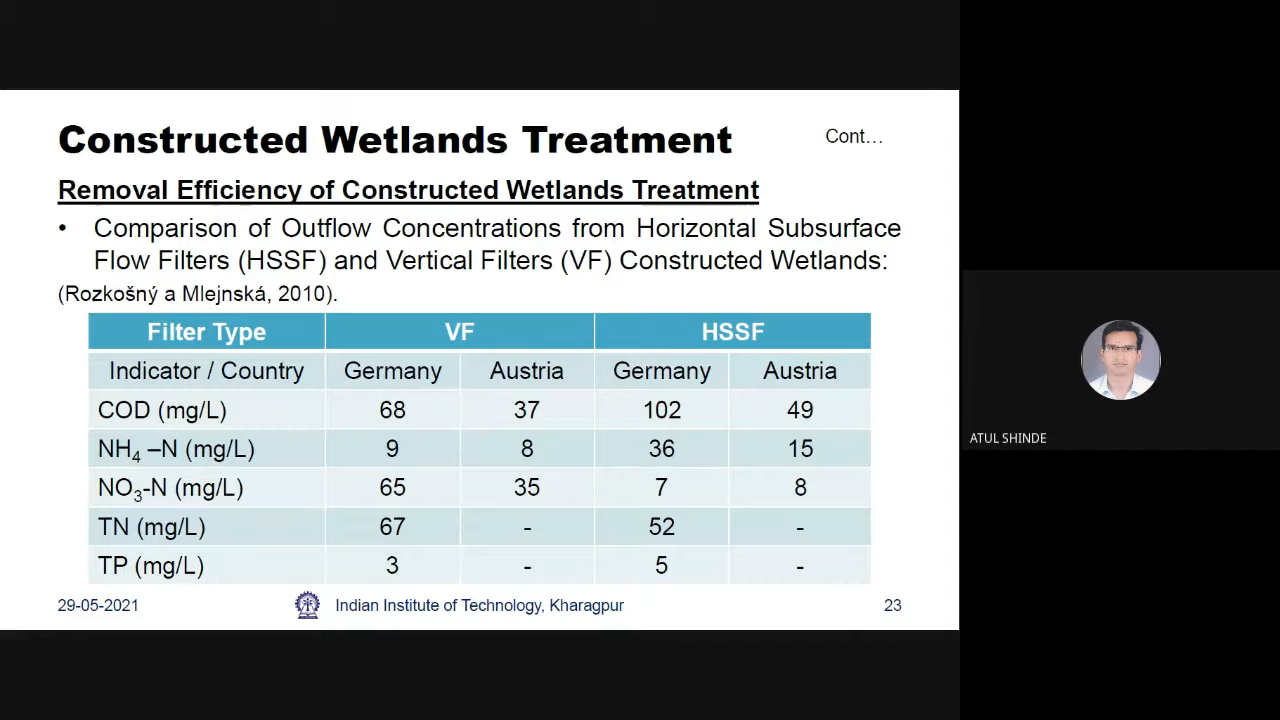 Constructed Wetlands Treatment Cont...
Removal Efficiency of Constructed Wetlands Treatment
• Comparison of Outflow Concentrations from Horizontal Subsurface
Flow Filters (HSSF) and Vertical Filters (VF) Constructed Wetlands:
(Rozkošný a Mlejnská, 2010).
Filter Type VF HSSF
Indicator / Country Germany Austria Germany Austria
COD (mg/L) 68 37 102 49
NH4 –N (mg/L) 9 8 36 15
NO3-N (mg/L) 65 35 7 8
TN (mg/L) 67 - 52 -
TP (mg/L) 3 - 5 -
29-05-2021 Indian Institute of Technology, Kharagpur 23
ATUL SHINDE